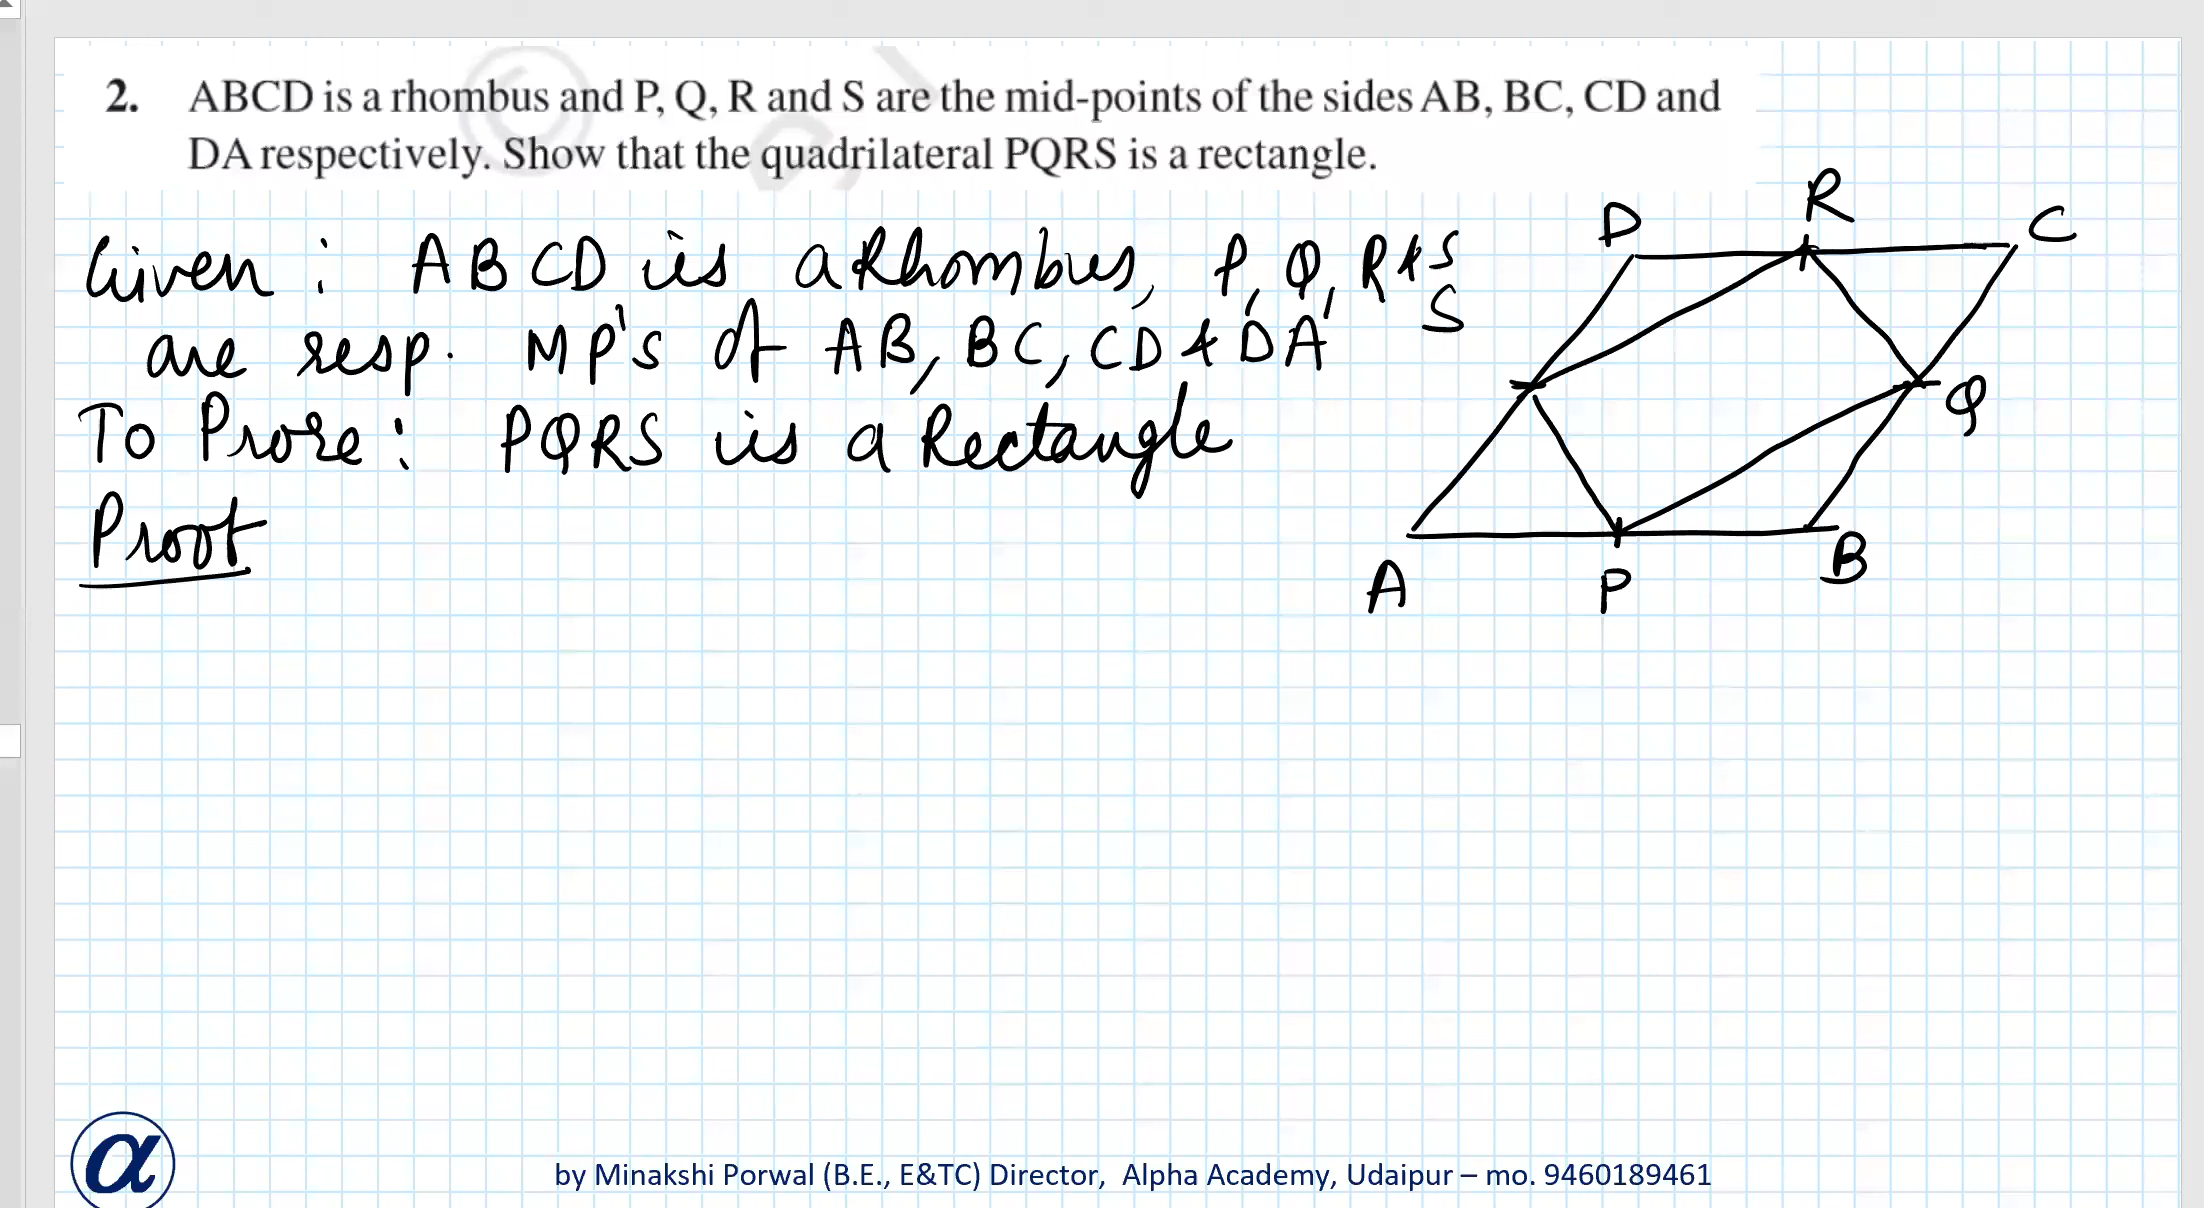 2. ABCD is a rhombus and P, Q, R and S are the mid-points of the sides AB, BC, CD and
DA respectively. Show that the quadrilateral PQRS is a rectangle.
Given : ABCD is a Rhombus, P, Q, R & S
are resp. MP's of AB, BC, CD & DA
To Prove : PQRS is a Rectangle
Proof
D R C
S
Q
A P B
α
by Minakshi Porwal (B.E., E&TC) Director, Alpha Academy, Udaipur – mo. 9460189461